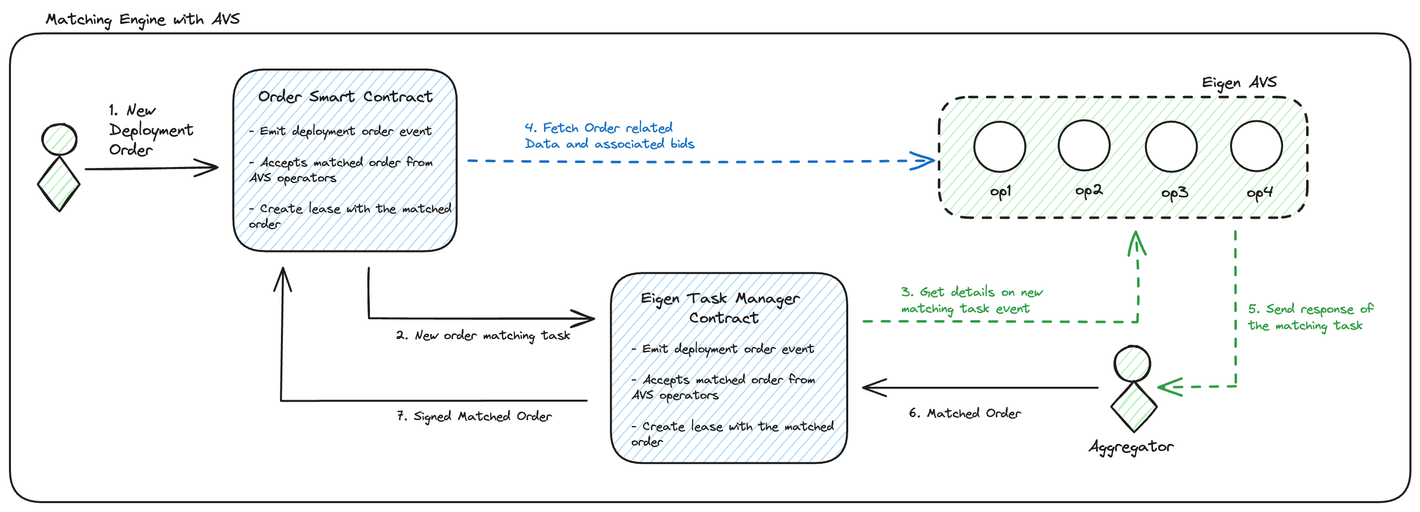 Matching Engine with AVS
1. New
Deployment
Order
Order Smart Contract
- Emit deployment order event
- Accepts matched order from
AVS operators
- Create lease with the matched
order
4. Fetch Order related
Data and associated bids
Eigen AVS
op1
op2
op3
op4
2. New order matching task
Eigen Task Manager
Contract
- Emit deployment order event
- Accepts matched order from
AVS operators
- Create lease with the matched
order
3. Get details on new
matching task event
5. Send response of
the matching task
7. Signed Matched Order
6. Matched Order
Aggregator